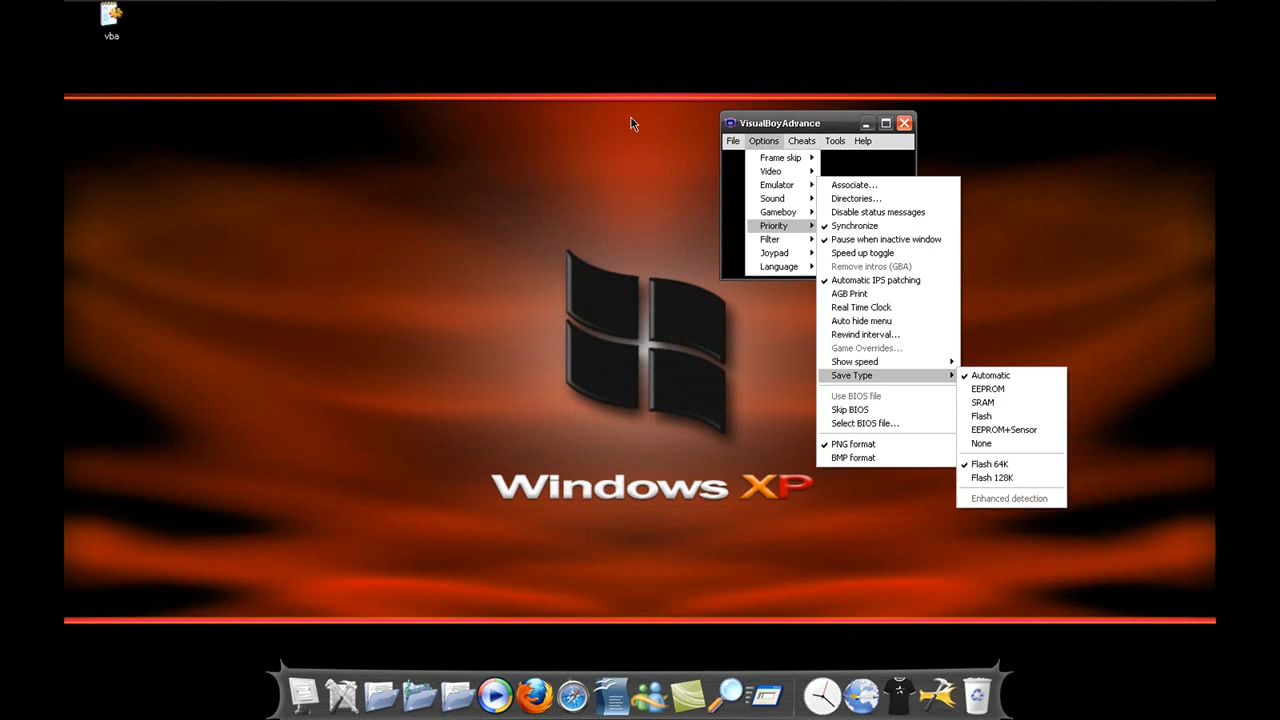 vba
VisualBoyAdvance
File Options Cheats Tools Help
Frame skip
Video
Emulator
Sound
Gameboy
Priority
Filter
Joypad
Language
Associate...
Directories...
Disable status messages
Synchronize
Pause when inactive window
Speed up toggle
Remove intros (GBA)
Automatic IPS patching
AGB Print
Real Time Clock
Auto hide menu
Rewind interval...
Game Overrides...
Show speed
Save Type
Use BIOS file
Skip BIOS
Select BIOS file...
PNG format
BMP format
Automatic
EEPROM
SRAM
Flash
EEPROM+Sensor
None
Flash 64K
Flash 128K
Enhanced detection
Windows XP